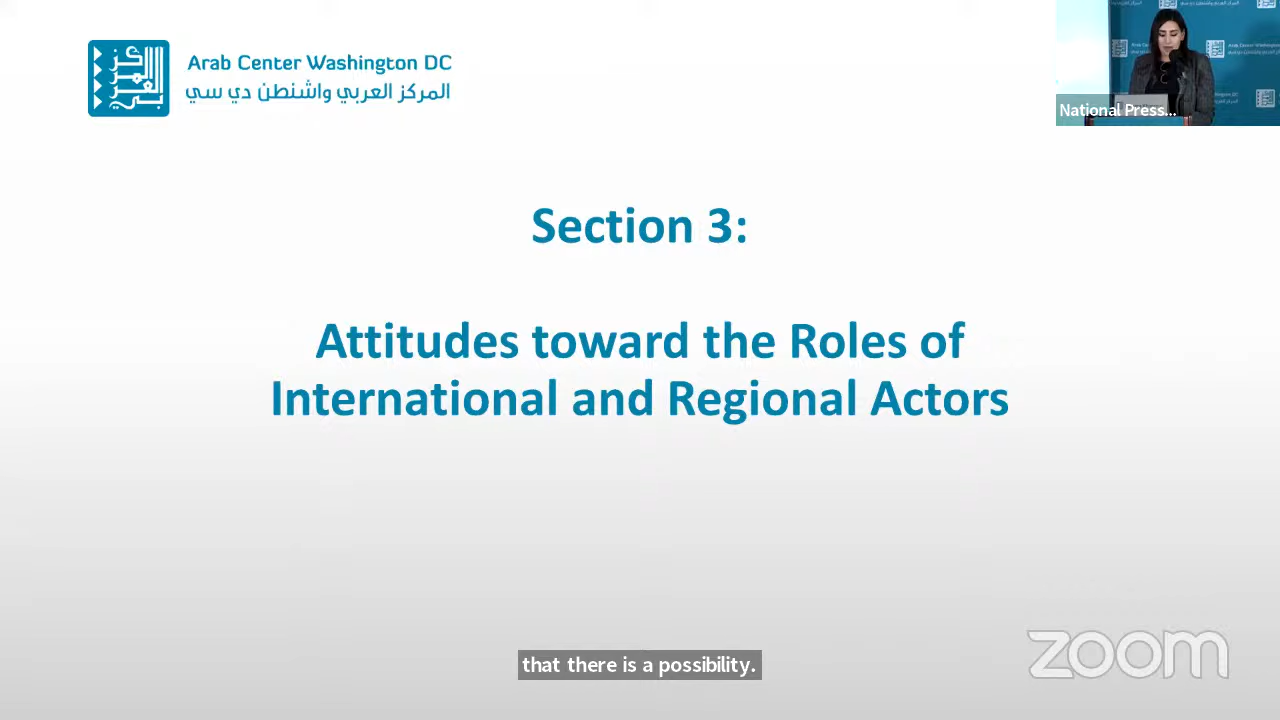 Arab Center Washington DC
المركز العربي واشنطن دي سي
National Press...
Section 3:
Attitudes toward the Roles of
International and Regional Actors
that there is a possibility.
zoom